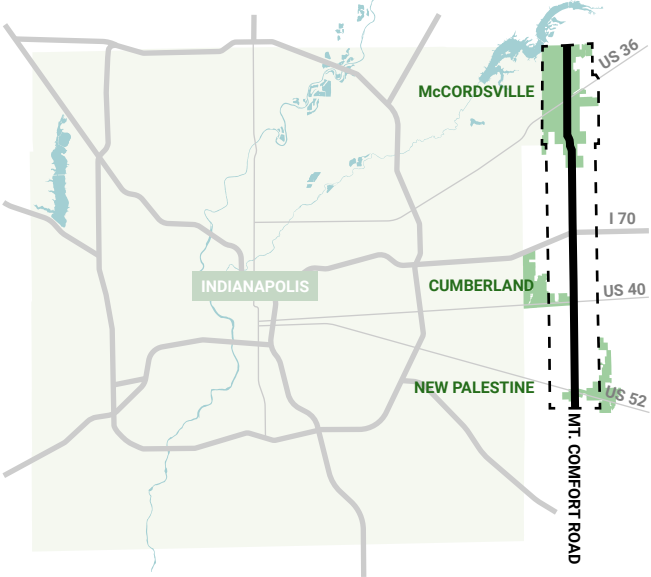 US 36
McCORDSVILLE
I 70
INDIANAPOLIS
CUMBERLAND
US 40
NEW PALESTINE
US 52
MT. COMFORT ROAD